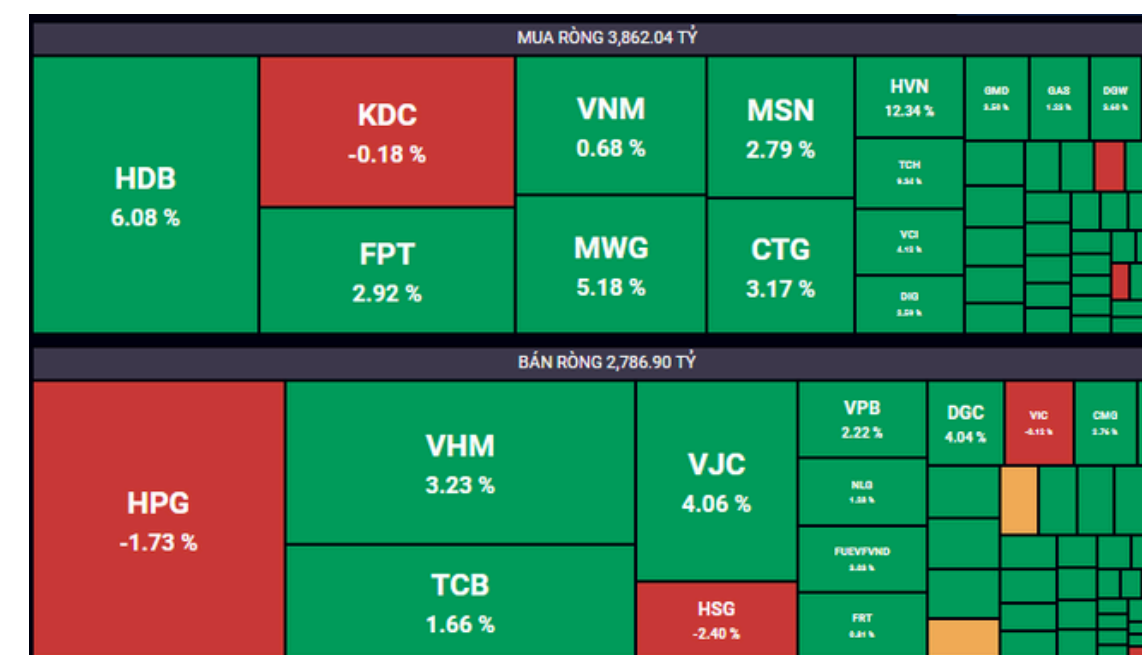 MUA RÒNG 3,862.04 TỶ
HDB
6.08 %
KDC
-0.18 %
FPT
2.92 %
VNM
0.68 %
MWG
5.18 %
MSN
2.79 %
CTG
3.17 %
HVN
12.34 %
TCH
VCI
4.12 %
DIG
GMD
GAS
DGW
BÁN RÒNG 2,786.90 TỶ
HPG
-1.73 %
VHM
3.23 %
TCB
1.66 %
VJC
4.06 %
HSG
-2.40 %
VPB
2.22 %
NLG
FUEVFVND
FRT
DGC
4.04 %
VIC
CMG